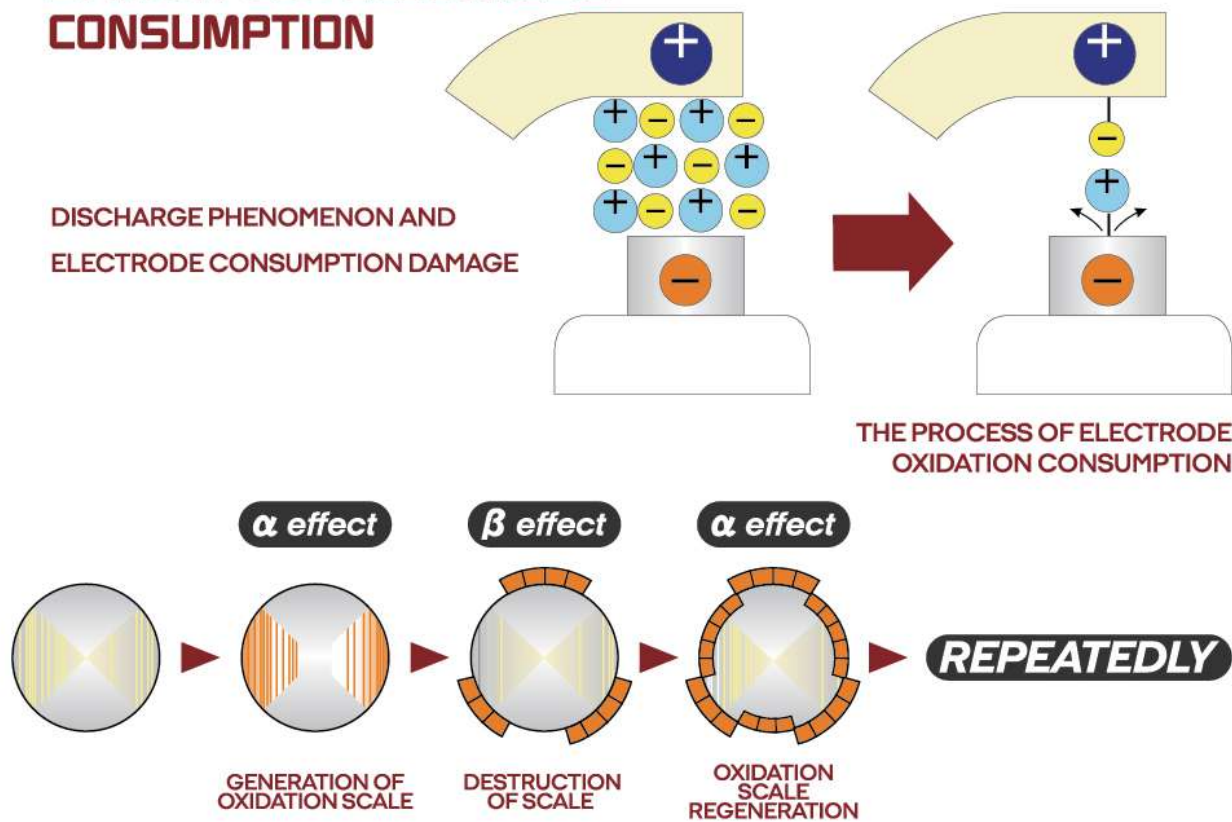 CONSUMPTION
DISCHARGE PHENOMENON AND
ELECTRODE CONSUMPTION DAMAGE
+
+
+ − + −
− + − +
+ − + −
−
−
+
−
THE PROCESS OF ELECTRODE
OXIDATION CONSUMPTION
α effect
β effect
α effect
REPEATEDLY
GENERATION OF
OXIDATION SCALE
DESTRUCTION
OF SCALE
OXIDATION
SCALE
REGENERATION